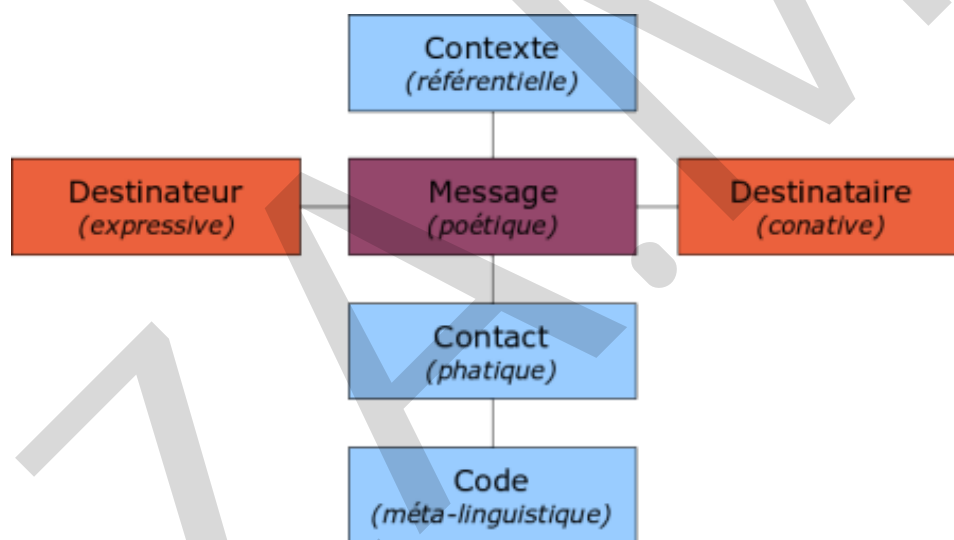 Contexte
(référentielle)
Destinateur
(expressive)
Message
(poétique)
Destinataire
(conative)
Contact
(phatique)
Code
(méta-linguistique)